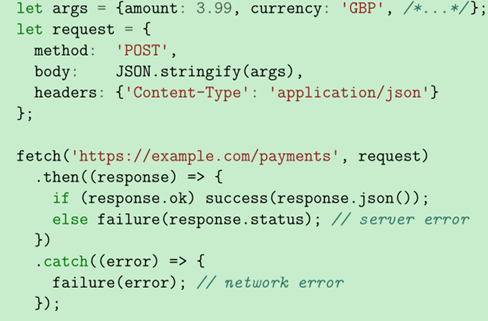 let args = {amount: 3.99, currency: 'GBP', /*...*/};
let request = {
  method:  'POST',
  body:    JSON.stringify(args),
  headers: {'Content-Type': 'application/json'}
};

fetch('https://example.com/payments', request)
  .then((response) => {
    if (response.ok) success(response.json());
    else failure(response.status); // server error
  })
  .catch((error) => {
    failure(error); // network error
  });